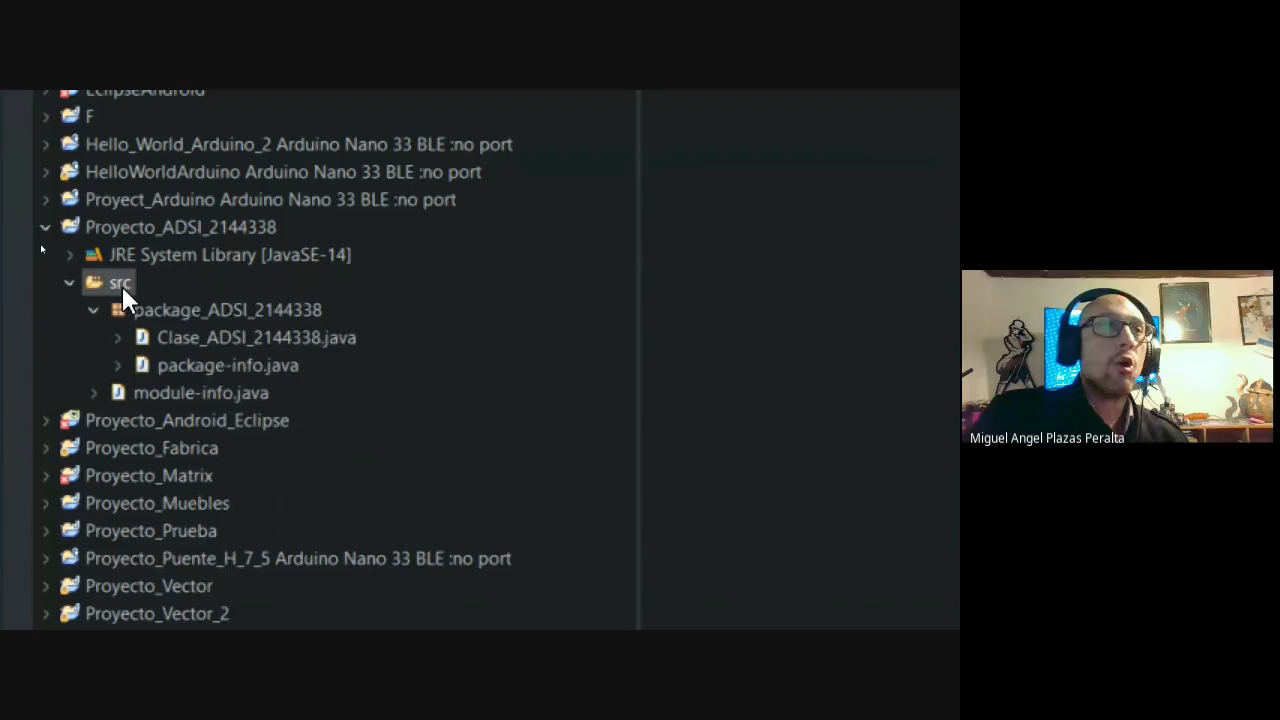 EclipseAndroid
F
Hello_World_Arduino_2 Arduino Nano 33 BLE :no port
HelloWorldArduino Arduino Nano 33 BLE :no port
Proyect_Arduino Arduino Nano 33 BLE :no port
Proyecto_ADSI_2144338
JRE System Library [JavaSE-14]
src
package_ADSI_2144338
Clase_ADSI_2144338.java
package-info.java
module-info.java
Proyecto_Android_Eclipse
Proyecto_Fabrica
Proyecto_Matrix
Proyecto_Muebles
Proyecto_Prueba
Proyecto_Puente_H_7_5 Arduino Nano 33 BLE :no port
Proyecto_Vector
Proyecto_Vector_2
Miguel Angel Plazas Peralta